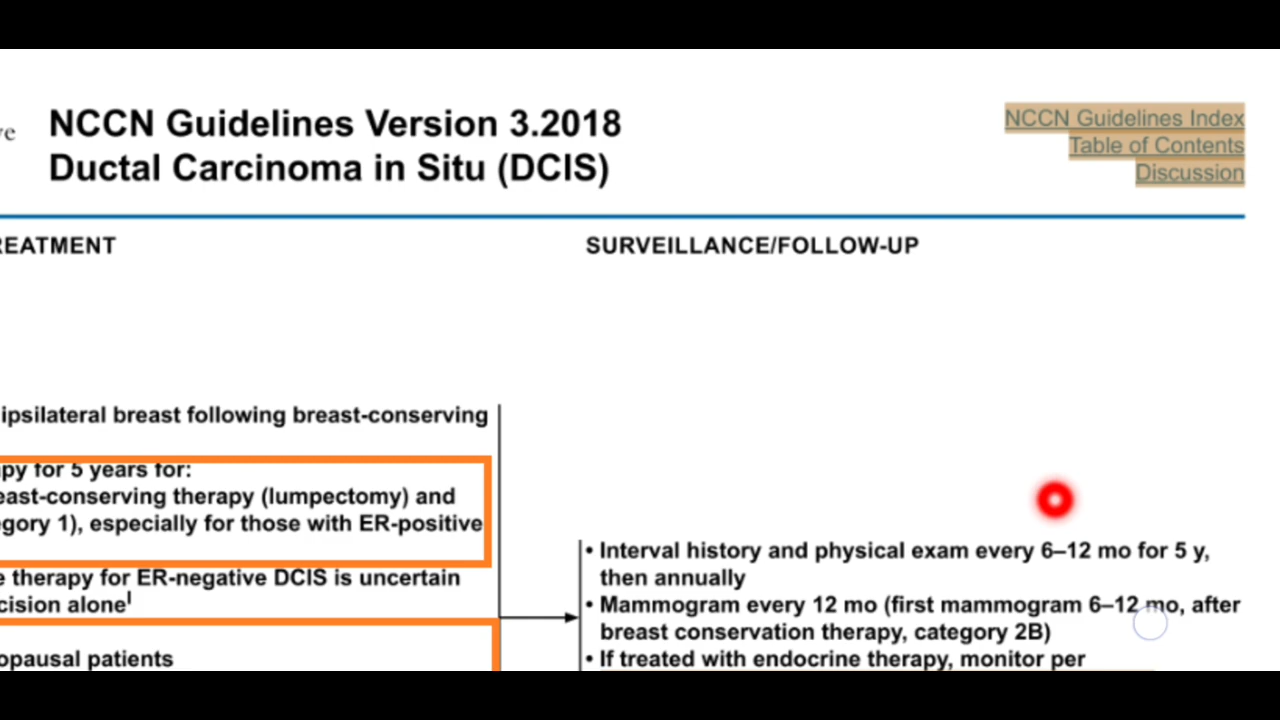 ve
NCCN Guidelines Version 3.2018
Ductal Carcinoma in Situ (DCIS)
NCCN Guidelines Index
Table of Contents
Discussion
REATMENT
SURVEILLANCE/FOLLOW-UP
ipsilateral breast following breast-conserving
apy for 5 years for:
east-conserving therapy (lumpectomy) and
egory 1), especially for those with ER-positive
e therapy for ER-negative DCIS is uncertain
cision alone^l
opausal patients
• Interval history and physical exam every 6–12 mo for 5 y,
then annually
• Mammogram every 12 mo (first mammogram 6–12 mo, after
breast conservation therapy, category 2B)
• If treated with endocrine therapy, monitor per